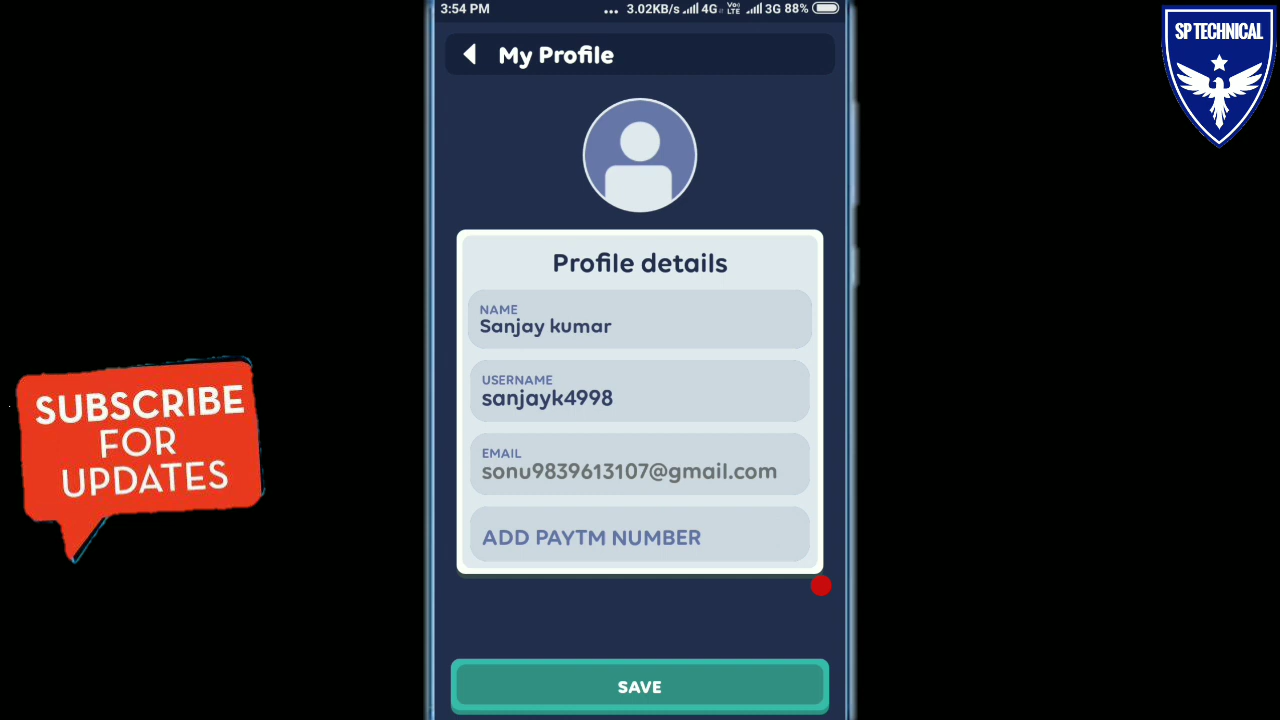 3:54 PM ... 3.02KB/s 4G VoLTE 3G 88%
SP TECHNICAL
My Profile
Profile details
NAME
Sanjay kumar
USERNAME
sanjayk4998
EMAIL
sonu9839613107@gmail.com
ADD PAYTM NUMBER
SAVE
SUBSCRIBE
FOR
UPDATES